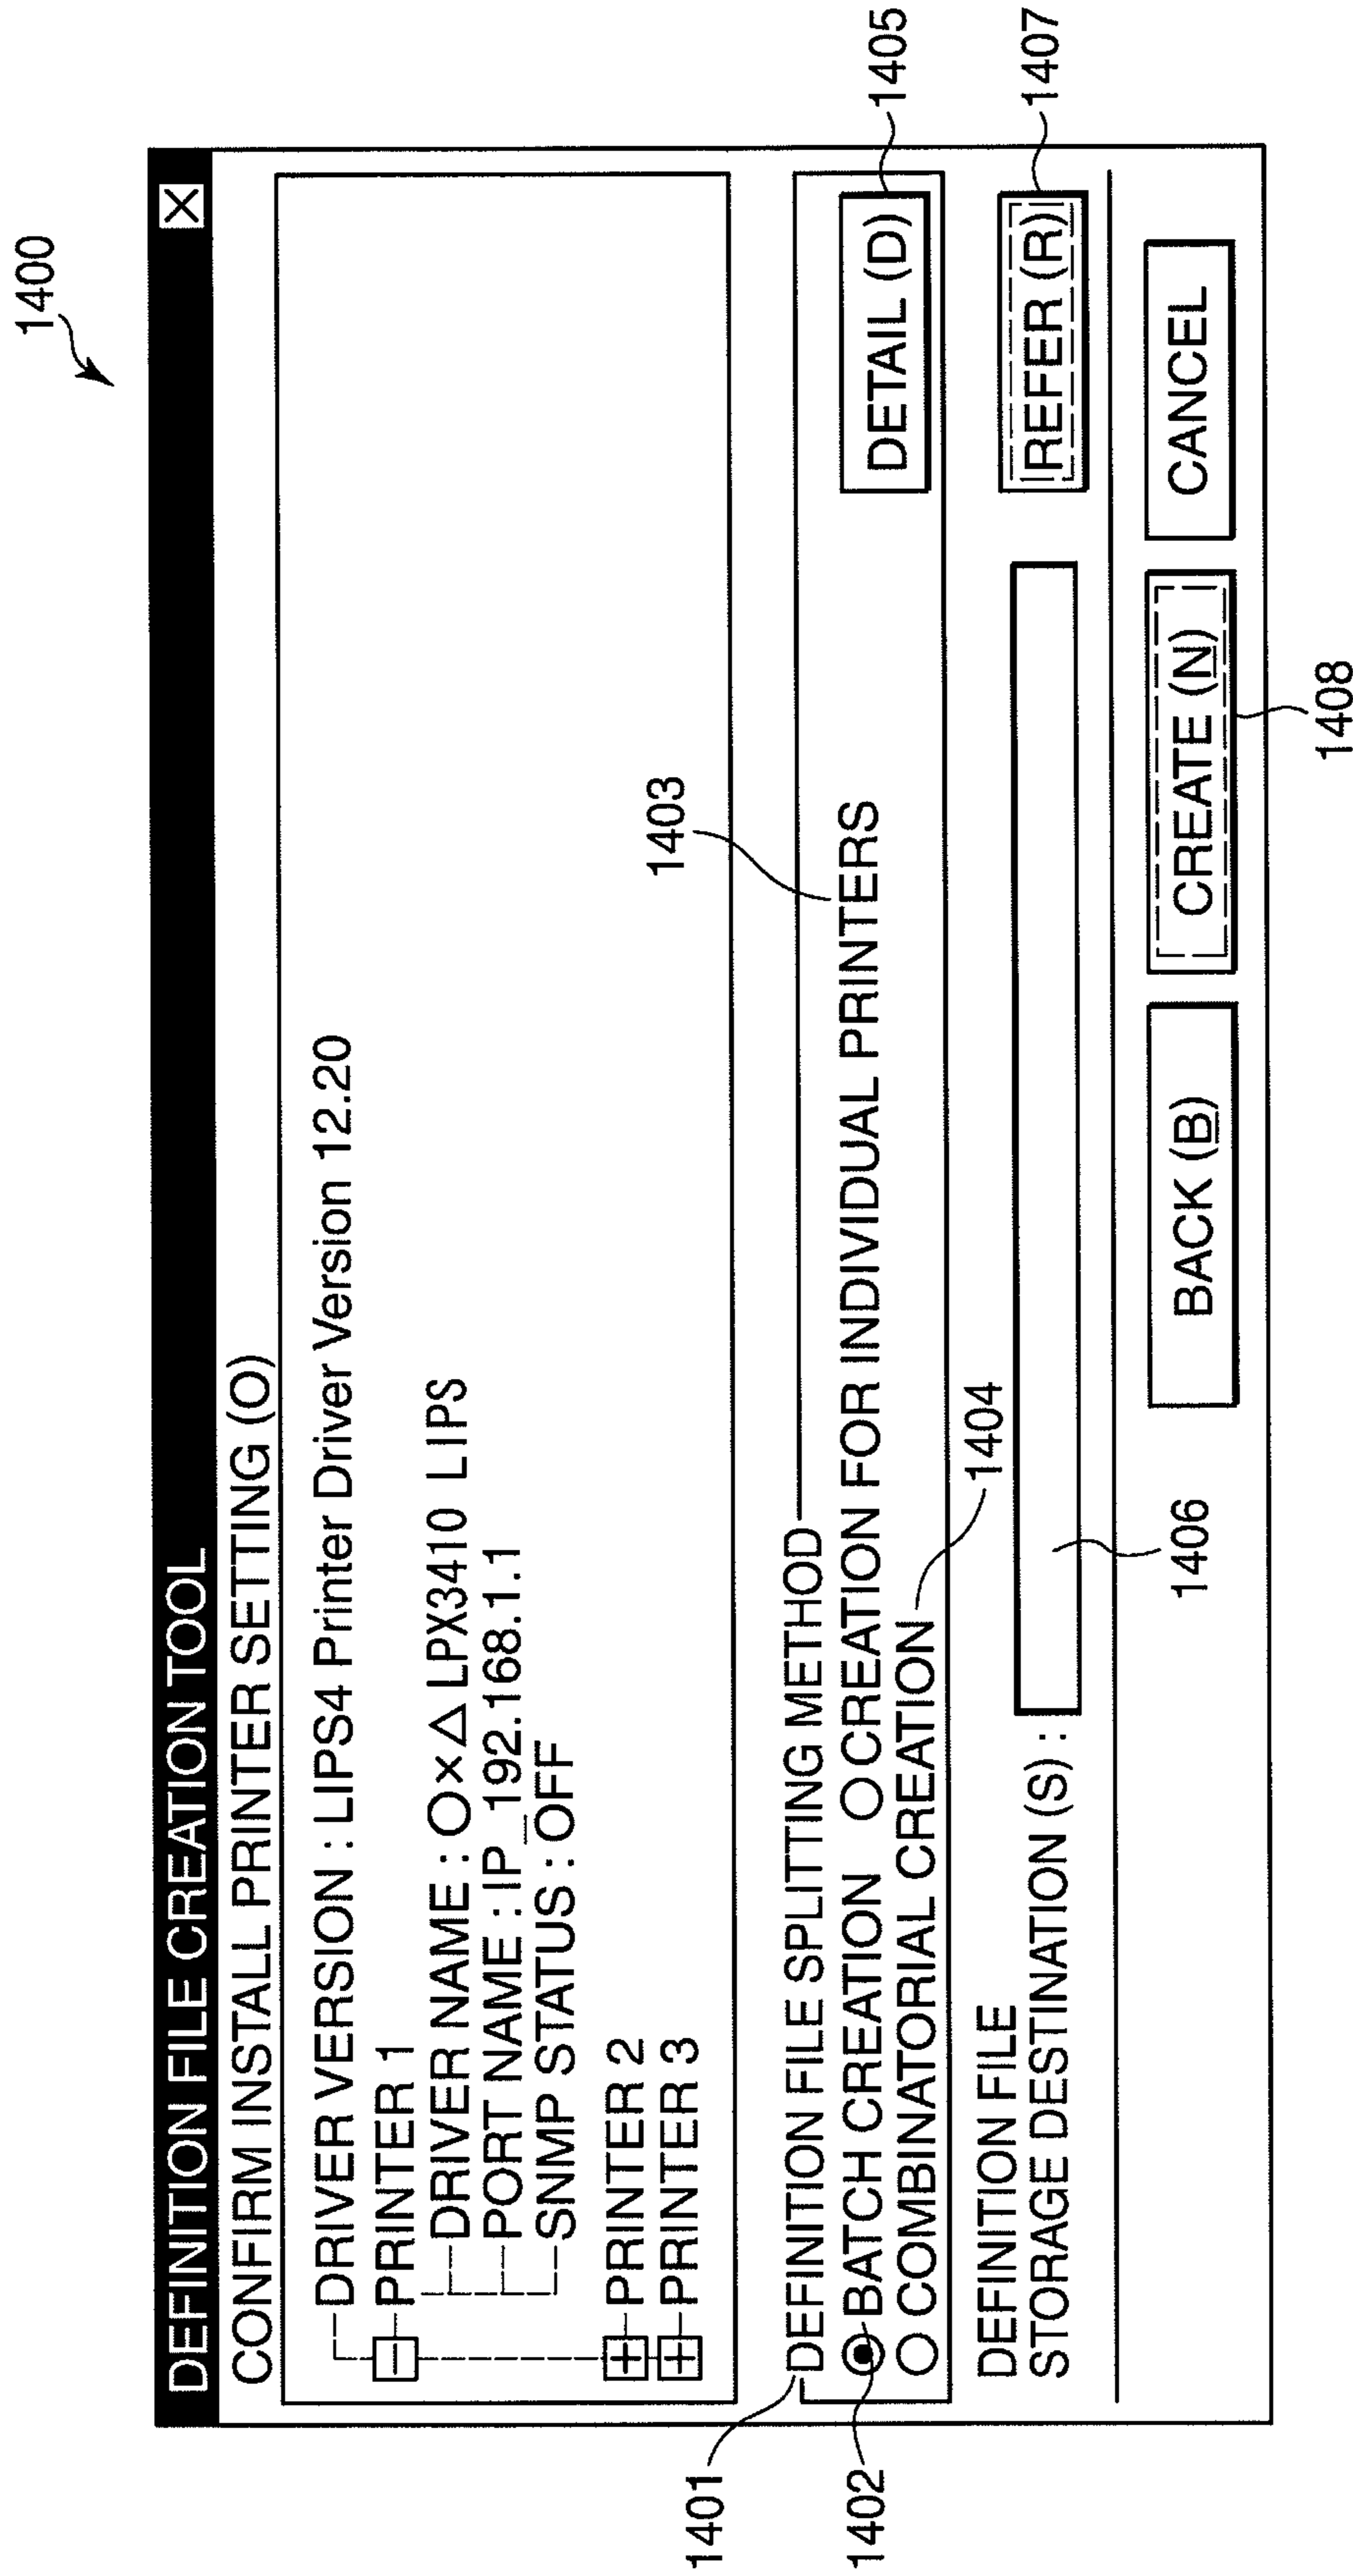 1400
DEFINITION FILE CREATION TOOL
CONFIRM INSTALL PRINTER SETTING (O)
DRIVER VERSION : LIPS4 Printer Driver Version 12.20
PRINTER 1
DRIVER NAME : ○×△ LPX3410 LIPS
PORT NAME : IP_192.168.1.1
SNMP STATUS : OFF
PRINTER 2
PRINTER 3
1403
1401
DEFINITION FILE SPLITTING METHOD
BATCH CREATION
CREATION FOR INDIVIDUAL PRINTERS
DETAIL (D)
1405
1402
COMBINATORIAL CREATION
1404
DEFINITION FILE
STORAGE DESTINATION (S) :
REFER (R)
1407
1406
BACK (B)
CREATE (N)
CANCEL
1408